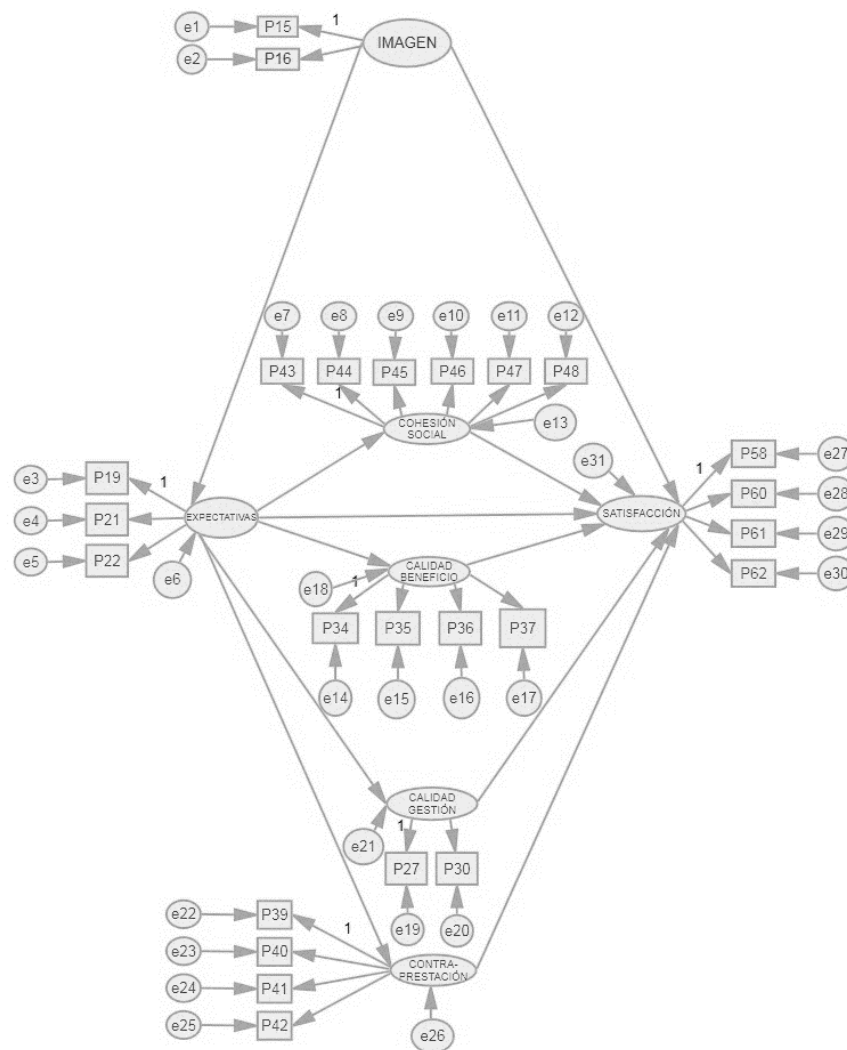 e1
P15
1
IMAGEN
e2
P16
e7
e8
e9
e10
e11
e12
P43
P44
P45
P46
P47
P48
1
COHESIÓN
SOCIAL
e13
e3
P19
1
e4
P21
e5
P22
EXPECTATIVAS
e6
e31
SATISFACCIÓN
1
P58
e27
P60
e28
P61
e29
P62
e30
CALIDAD
BENEFICIO
e18
1
P34
P35
P36
P37
e14
e15
e16
e17
CALIDAD
GESTIÓN
e21
1
P27
P30
e19
e20
e22
P39
1
e23
P40
e24
P41
e25
P42
CONTRA-
PRESTACIÓN
e26